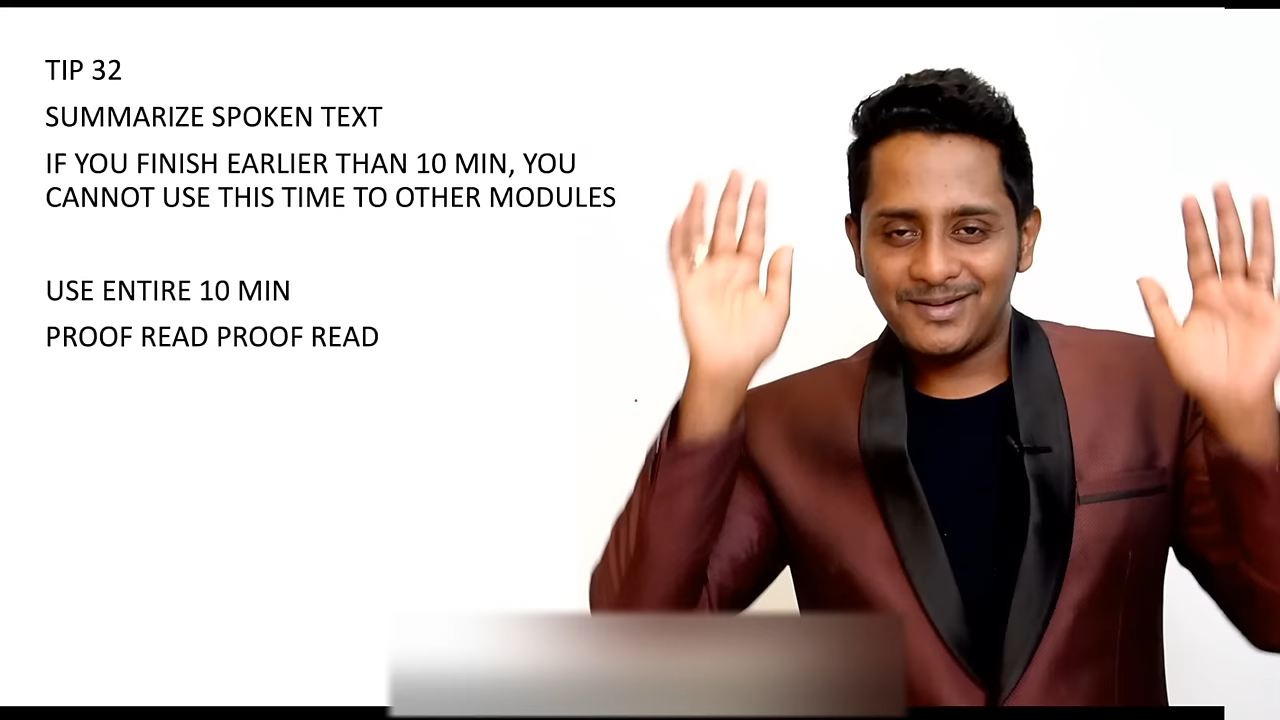 TIP 32
SUMMARIZE SPOKEN TEXT
IF YOU FINISH EARLIER THAN 10 MIN, YOU
CANNOT USE THIS TIME TO OTHER MODULES
USE ENTIRE 10 MIN
PROOF READ PROOF READ